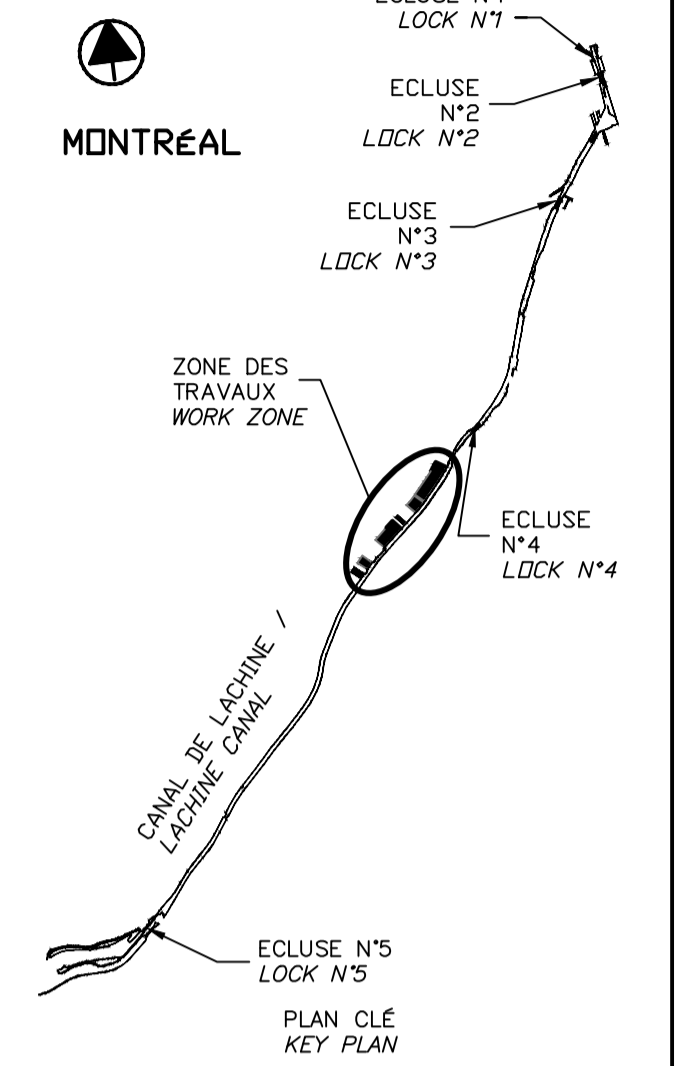 LOCK N°1
MONTRÉAL
ECLUSE
N°2
LOCK N°2
ECLUSE
N°3
LOCK N°3
ZONE DES
TRAVAUX
WORK ZONE
ECLUSE
N°4
LOCK N°4
CANAL DE LACHINE /
LACHINE CANAL
ECLUSE N°5
LOCK N°5
PLAN CLÉ
KEY PLAN